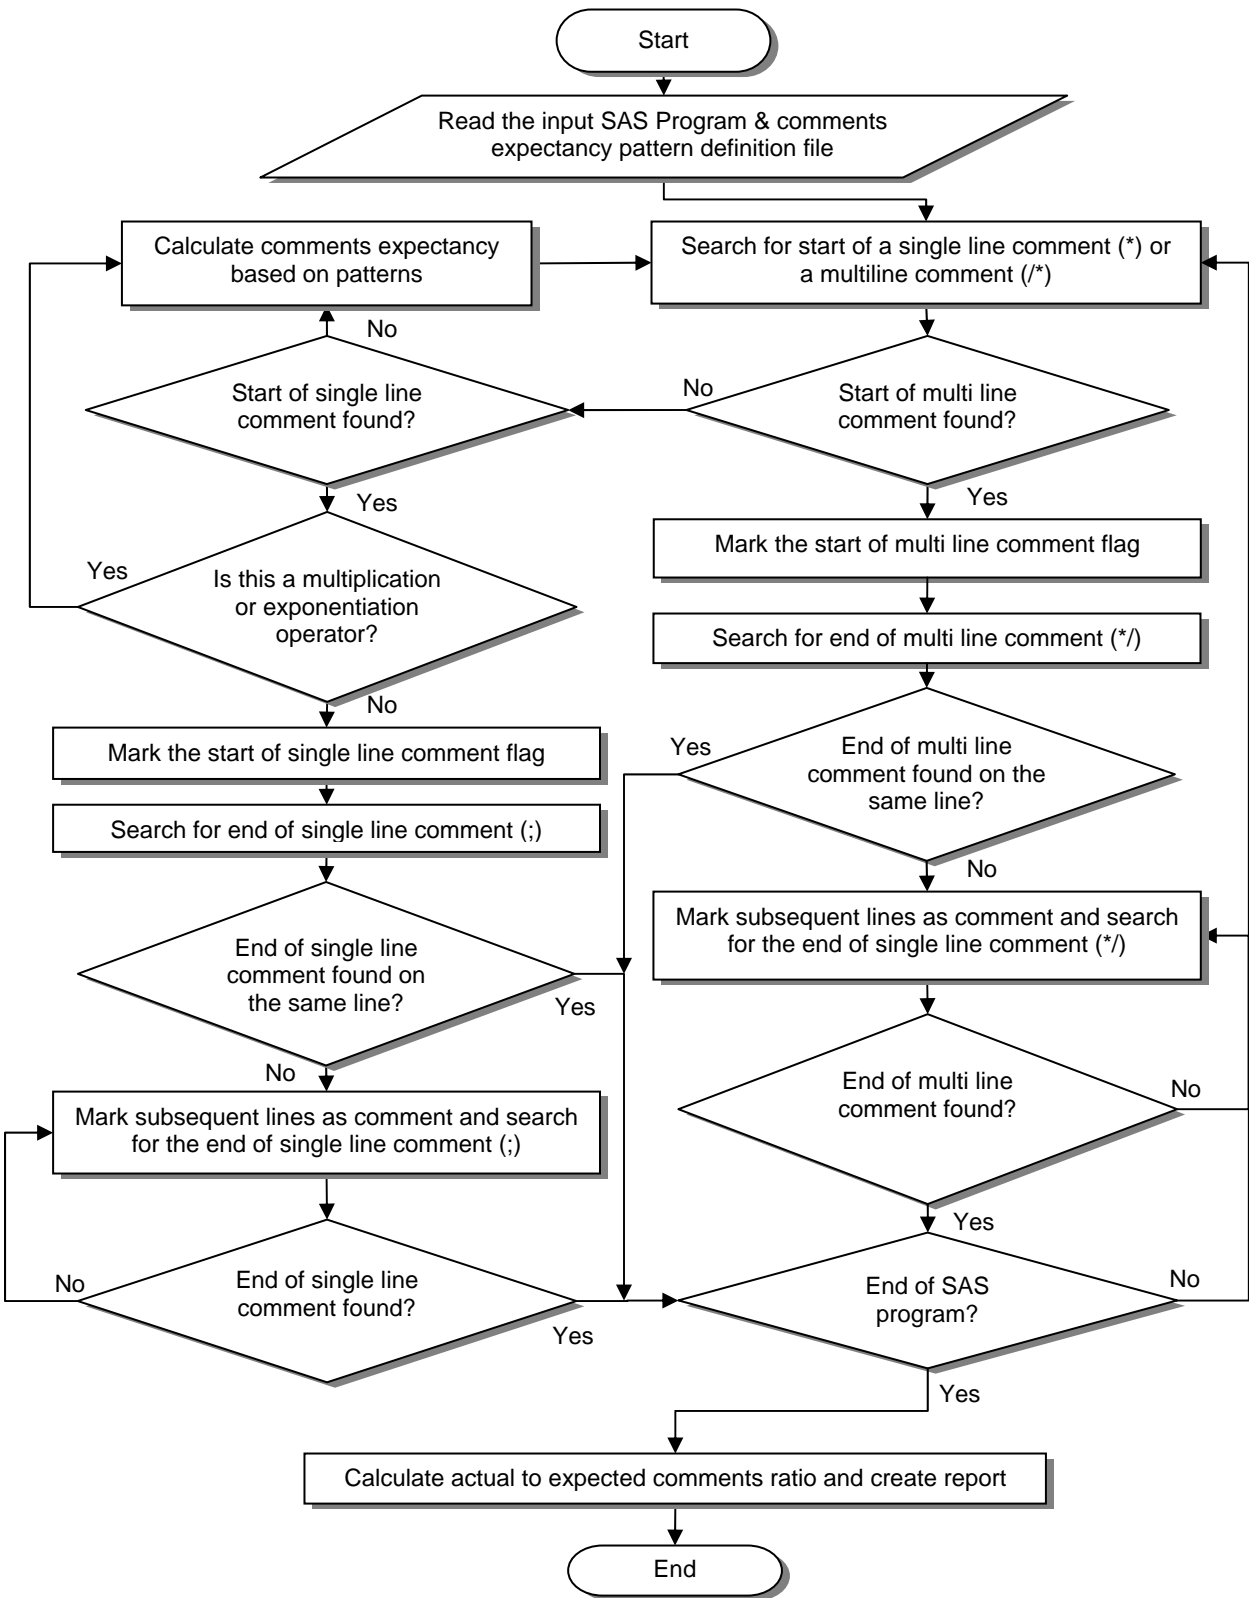 Start
Read the input SAS Program & comments
expectancy pattern definition file
Calculate comments expectancy
based on patterns
Search for start of a single line comment (*) or
a multiline comment (/*)
No
Start of single line
comment found?
No
Start of multi line
comment found?
Yes
Yes
Mark the start of multi line comment flag
Yes
Is this a multiplication
or exponentiation
operator?
Search for end of multi line comment (*/)
No
Mark the start of single line comment flag
Yes
End of multi line
comment found on the
same line?
Search for end of single line comment (;)
No
Mark subsequent lines as comment and search
for the end of single line comment (*/)
End of single line
comment found on
the same line?
Yes
No
End of multi line
comment found?
No
Mark subsequent lines as comment and search
for the end of single line comment (;)
Yes
No
End of single line
comment found?
Yes
End of SAS
program?
No
Yes
Calculate actual to expected comments ratio and create report
End